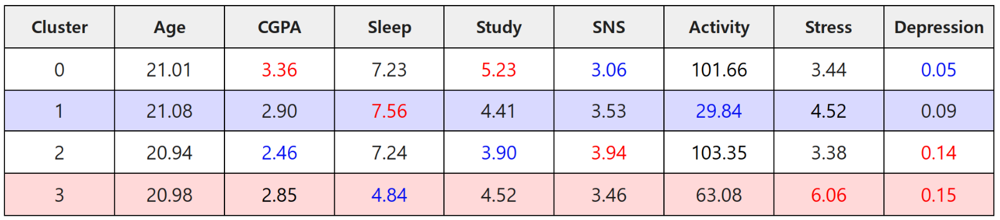 Cluster Age CGPA Sleep Study SNS Activity Stress Depression
0 21.01 3.36 7.23 5.23 3.06 101.66 3.44 0.05
1 21.08 2.90 7.56 4.41 3.53 29.84 4.52 0.09
2 20.94 2.46 7.24 3.90 3.94 103.35 3.38 0.14
3 20.98 2.85 4.84 4.52 3.46 63.08 6.06 0.15